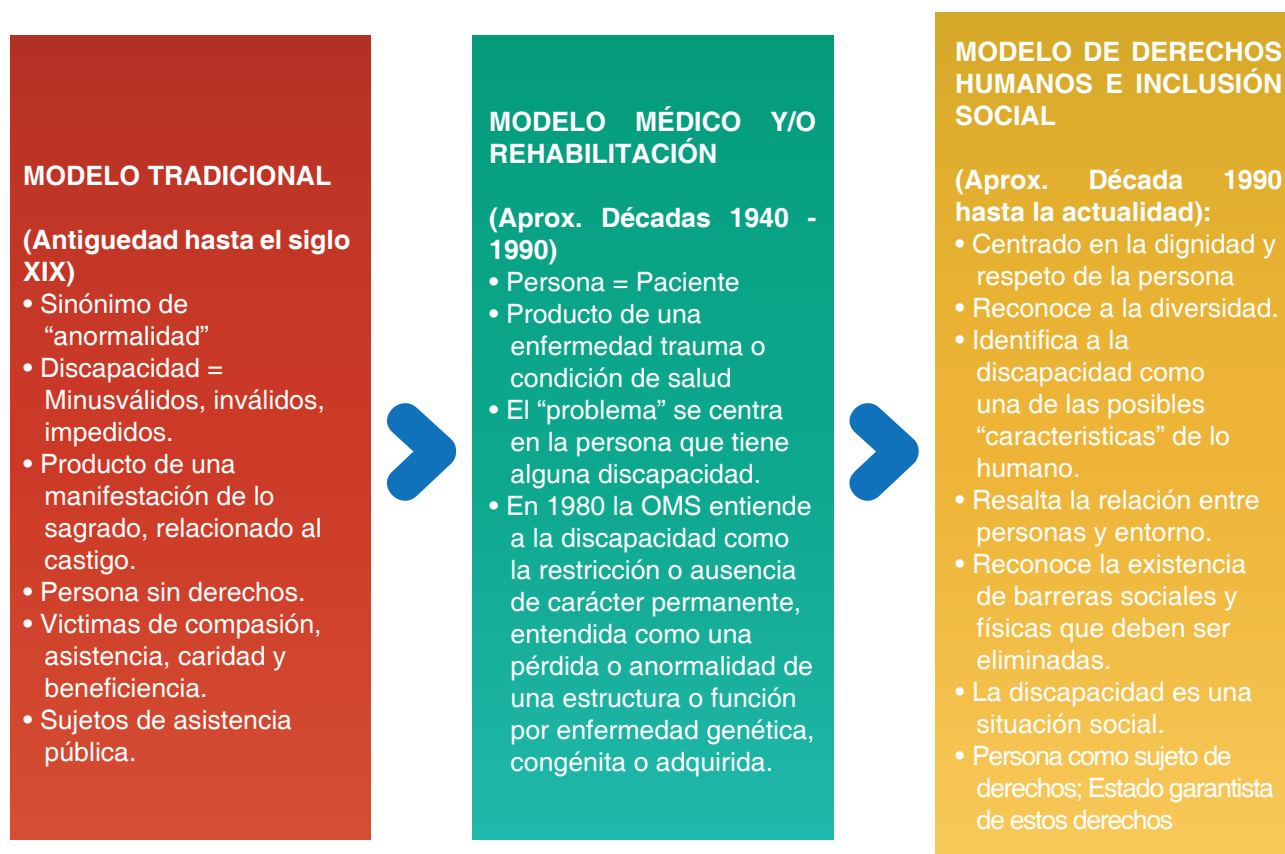 MODELO TRADICIONAL
(Antiguedad hasta el siglo
XIX)
• Sinónimo de
“anormalidad”
• Discapacidad =
Minusválidos, inválidos,
impedidos.
• Producto de una
manifestación de lo
sagrado, relacionado al
castigo.
• Persona sin derechos.
• Victimas de compasión,
asistencia, caridad y
beneficiencia.
• Sujetos de asistencia
pública.
MODELO MÉDICO Y/O
REHABILITACIÓN
(Aprox. Décadas 1940 -
1990)
• Persona = Paciente
• Producto de una
enfermedad trauma o
condición de salud
• El “problema” se centra
en la persona que tiene
alguna discapacidad.
• En 1980 la OMS entiende
a la discapacidad como
la restricción o ausencia
de carácter permanente,
entendida como una
pérdida o anormalidad de
una estructura o función
por enfermedad genética,
congénita o adquirida.
MODELO DE DERECHOS
HUMANOS E INCLUSIÓN
SOCIAL
(Aprox. Década 1990
hasta la actualidad):
• Centrado en la dignidad y
respeto de la persona
• Reconoce a la diversidad.
• Identifica a la
discapacidad como
una de las posibles
“caracteristicas” de lo
humano.
• Resalta la relación entre
personas y entorno.
• Reconoce la existencia
de barreras sociales y
físicas que deben ser
eliminadas.
• La discapacidad es una
situación social.
• Persona como sujeto de
derechos; Estado garantista
de estos derechos